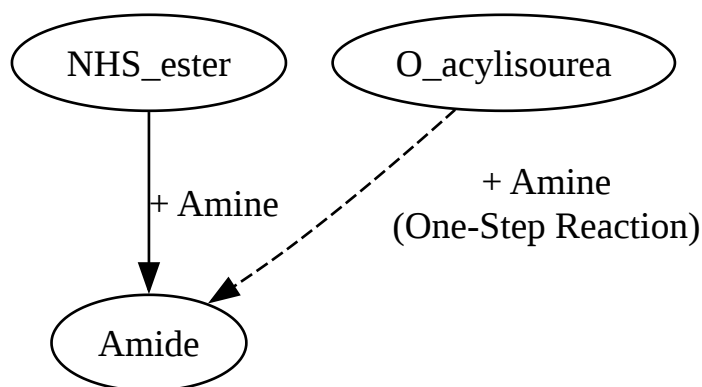 NHS_ester
O_acylisourea
+ Amine
+ Amine
(One-Step Reaction)
Amide